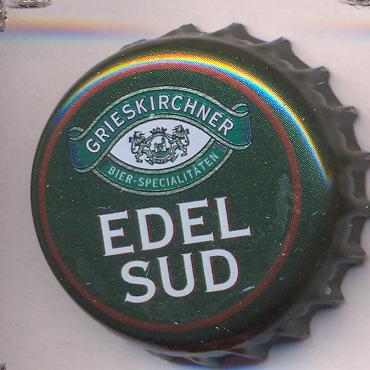 GRIESKIRCHNER
BIER-SPECIALITÄTEN
EDEL
SUD